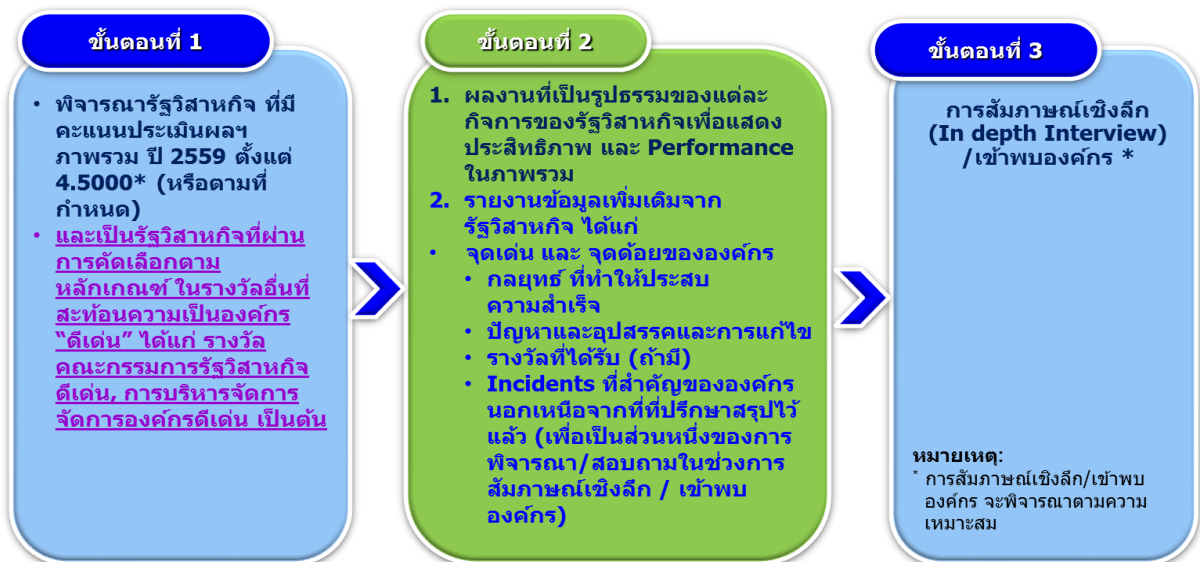 ขั้นตอนที่ 1
• พิจารณารัฐวิสาหกิจ ที่มี
คะแนนประเมินผลฯ
ภาพรวม ปี 2559 ตั้งแต่
4.5000* (หรือตามที่
กำหนด)
• และเป็นรัฐวิสาหกิจที่ผ่าน
การคัดเลือกตาม
หลักเกณฑ์ ในรางวัลอื่นที่
สะท้อนความเป็นองค์กร
“ดีเด่น” ได้แก่ รางวัล
คณะกรรมการรัฐวิสาหกิจ
ดีเด่น, การบริหารจัดการ
จัดการองค์กรดีเด่น เป็นต้น
ขั้นตอนที่ 2
1. ผลงานที่เป็นรูปธรรมของแต่ละ
กิจการของรัฐวิสาหกิจเพื่อแสดง
ประสิทธิภาพ และ Performance
ในภาพรวม
2. รายงานข้อมูลเพิ่มเติมจาก
รัฐวิสาหกิจ ได้แก่
• จุดเด่น และ จุดด้อยขององค์กร
• กลยุทธ์ ที่ทำให้ประสบ
ความสำเร็จ
• ปัญหาและอุปสรรคและการแก้ไข
• รางวัลที่ได้รับ (ถ้ามี)
• Incidents ที่สำคัญขององค์กร
นอกเหนือจากที่ที่ปรึกษาสรุปไว้
แล้ว (เพื่อเป็นส่วนหนึ่งของการ
พิจารณา/สอบถามในช่วงการ
สัมภาษณ์เชิงลึก / เข้าพบ
องค์กร)
ขั้นตอนที่ 3
การสัมภาษณ์เชิงลึก
(In depth Interview)
/เข้าพบองค์กร *
หมายเหตุ:
* การสัมภาษณ์เชิงลึก/เข้าพบ
องค์กร จะพิจารณาตามความ
เหมาะสม